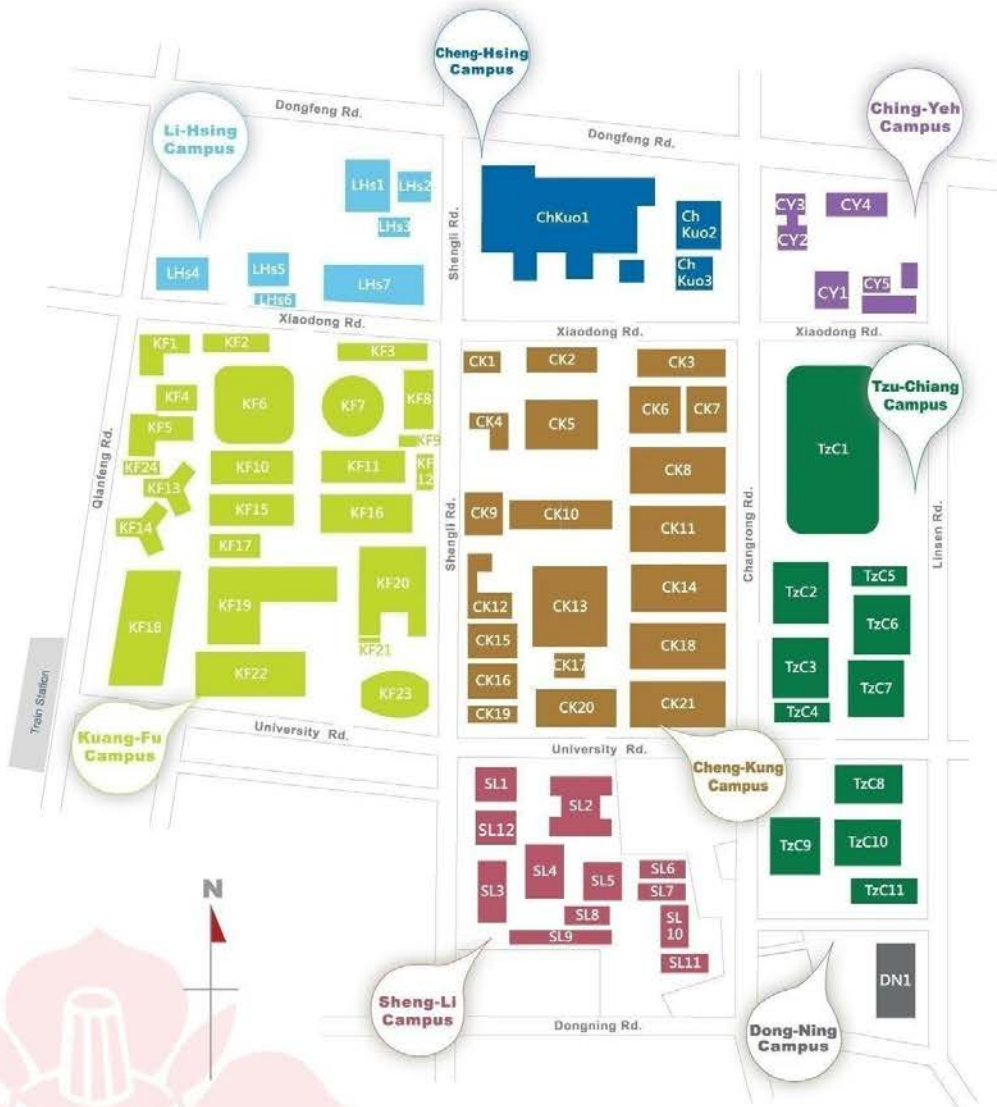 Cheng-Hsing
Campus
Dongfeng Rd.
Dongfeng Rd.
Li-Hsing
Campus
Ching-Yeh
Campus
LHs1
LHs2
LHs3
LHs4
LHs5
LHs6
LHs7
Shengli Rd.
ChKuo1
Ch
Kuo2
Ch
Kuo3
CY3
CY4
CY2
CY1
CY5
Xiaodong Rd.
Xiaodong Rd.
Xiaodong Rd.
KF1
KF2
KF3
KF4
KF5
KF6
KF7
KF8
KF9
KF24
KF10
KF11
KF
12
KF13
KF14
KF15
KF16
KF17
KF18
KF19
KF20
KF21
KF22
KF23
Qianfeng Rd.
Shengli Rd.
CK1
CK2
CK3
CK4
CK5
CK6
CK7
CK8
CK9
CK10
CK11
CK12
CK13
CK14
CK15
CK16
CK17
CK18
CK19
CK20
CK21
Changrong Rd.
Tzu-Chiang
Campus
TzC1
Linsen Rd.
TzC2
TzC5
TzC6
TzC3
TzC7
TzC4
Train Station
Kuang-Fu
Campus
University Rd.
University Rd.
Cheng-Kung
Campus
SL1
SL2
SL12
SL3
SL4
SL5
SL6
SL7
SL8
SL9
SL
10
SL11
TzC8
TzC9
TzC10
TzC11
N
Sheng-Li
Campus
Dongning Rd.
Dong-Ning
Campus
DN1